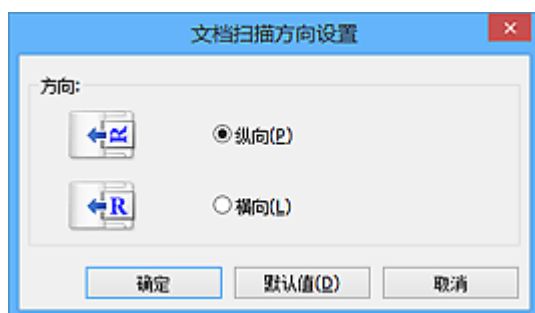 文档扫描方向设置
方向:
R
纵向(P)
R
横向(L)
确定 默认值(D) 取消